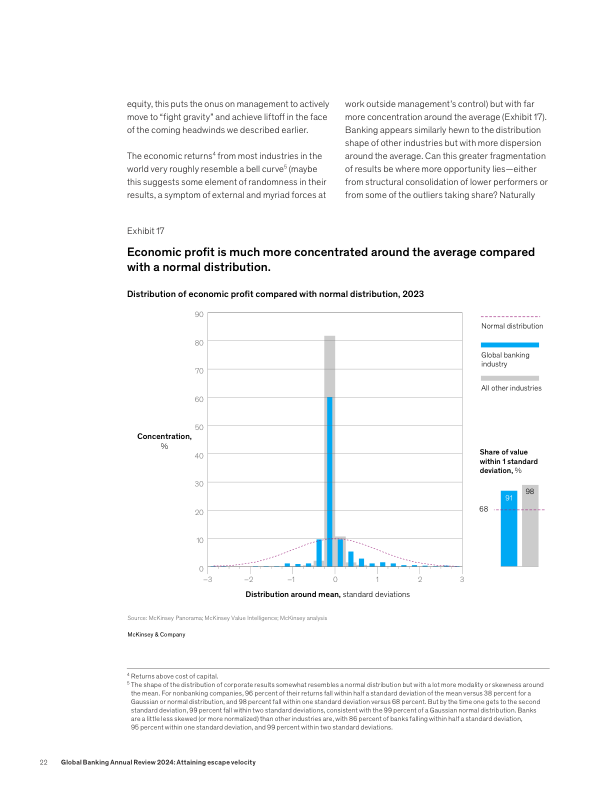 equity, this puts the onus on management to actively
move to “fight gravity” and achieve liftoff in the face
of the coming headwinds we described earlier.
The economic returns⁴ from most industries in the
world very roughly resemble a bell curve⁵ (maybe
this suggests some element of randomness in their
results, a symptom of external and myriad forces at
work outside management’s control) but with far
more concentration around the average (Exhibit 17).
Banking appears similarly hewn to the distribution
shape of other industries but with more dispersion
around the average. Can this greater fragmentation
of results be where more opportunity lies—either
from structural consolidation of lower performers or
from some of the outliers taking share? Naturally
Exhibit 17
Economic profit is much more concentrated around the average compared
with a normal distribution.
Distribution of economic profit compared with normal distribution, 2023
90
80
70
60
50
40
30
20
10
0
Concentration,
%
−3
−2
−1
0
1
2
3
Distribution around mean, standard deviations
Normal distribution
Global banking
industry
All other industries
Share of value
within 1 standard
deviation, %
91
98
68
Source: McKinsey Panorama; McKinsey Value Intelligence; McKinsey analysis
McKinsey & Company
⁴ Returns above cost of capital.
⁵ The shape of the distribution of corporate results somewhat resembles a normal distribution but with a lot more modality or skewness around
the mean. For nonbanking companies, 96 percent of their returns fall within half a standard deviation of the mean versus 38 percent for a
Gaussian or normal distribution, and 98 percent fall within one standard deviation versus 68 percent. But by the time one gets to the second
standard deviation, 99 percent fall within two standard deviations, consistent with the 99 percent of a Gaussian normal distribution. Banks
are a little less skewed (or more normalized) than other industries are, with 86 percent of banks falling within half a standard deviation,
95 percent within one standard deviation, and 99 percent within two standard deviations.
22
Global Banking Annual Review 2024: Attaining escape velocity